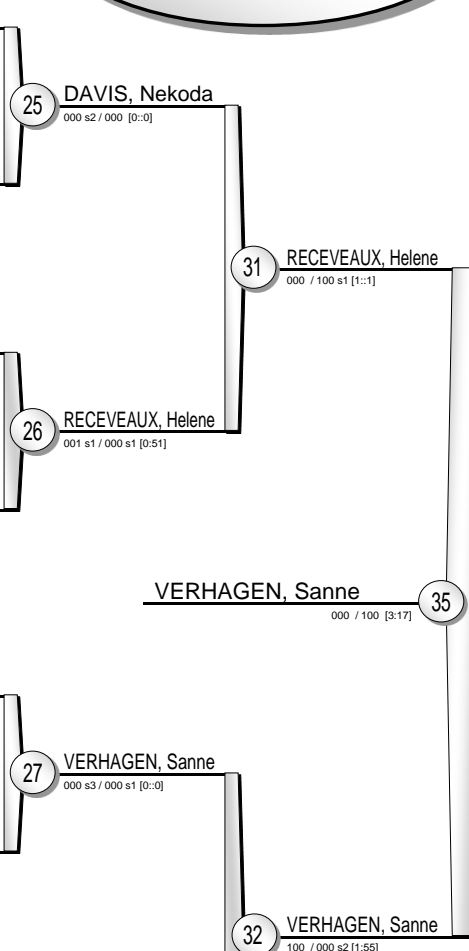 25
DAVIS, Nekoda
000 s2 / 000 [0::0]
31
RECEVEAUX, Helene
000 / 100 s1 [1::1]
26
RECEVEAUX, Helene
001 s1 / 000 s1 [0:51]
VERHAGEN, Sanne
000 / 100 [3:17]
35
27
VERHAGEN, Sanne
000 s3 / 000 s1 [0::0]
32
VERHAGEN, Sanne
100 / 000 s2 [1:55]